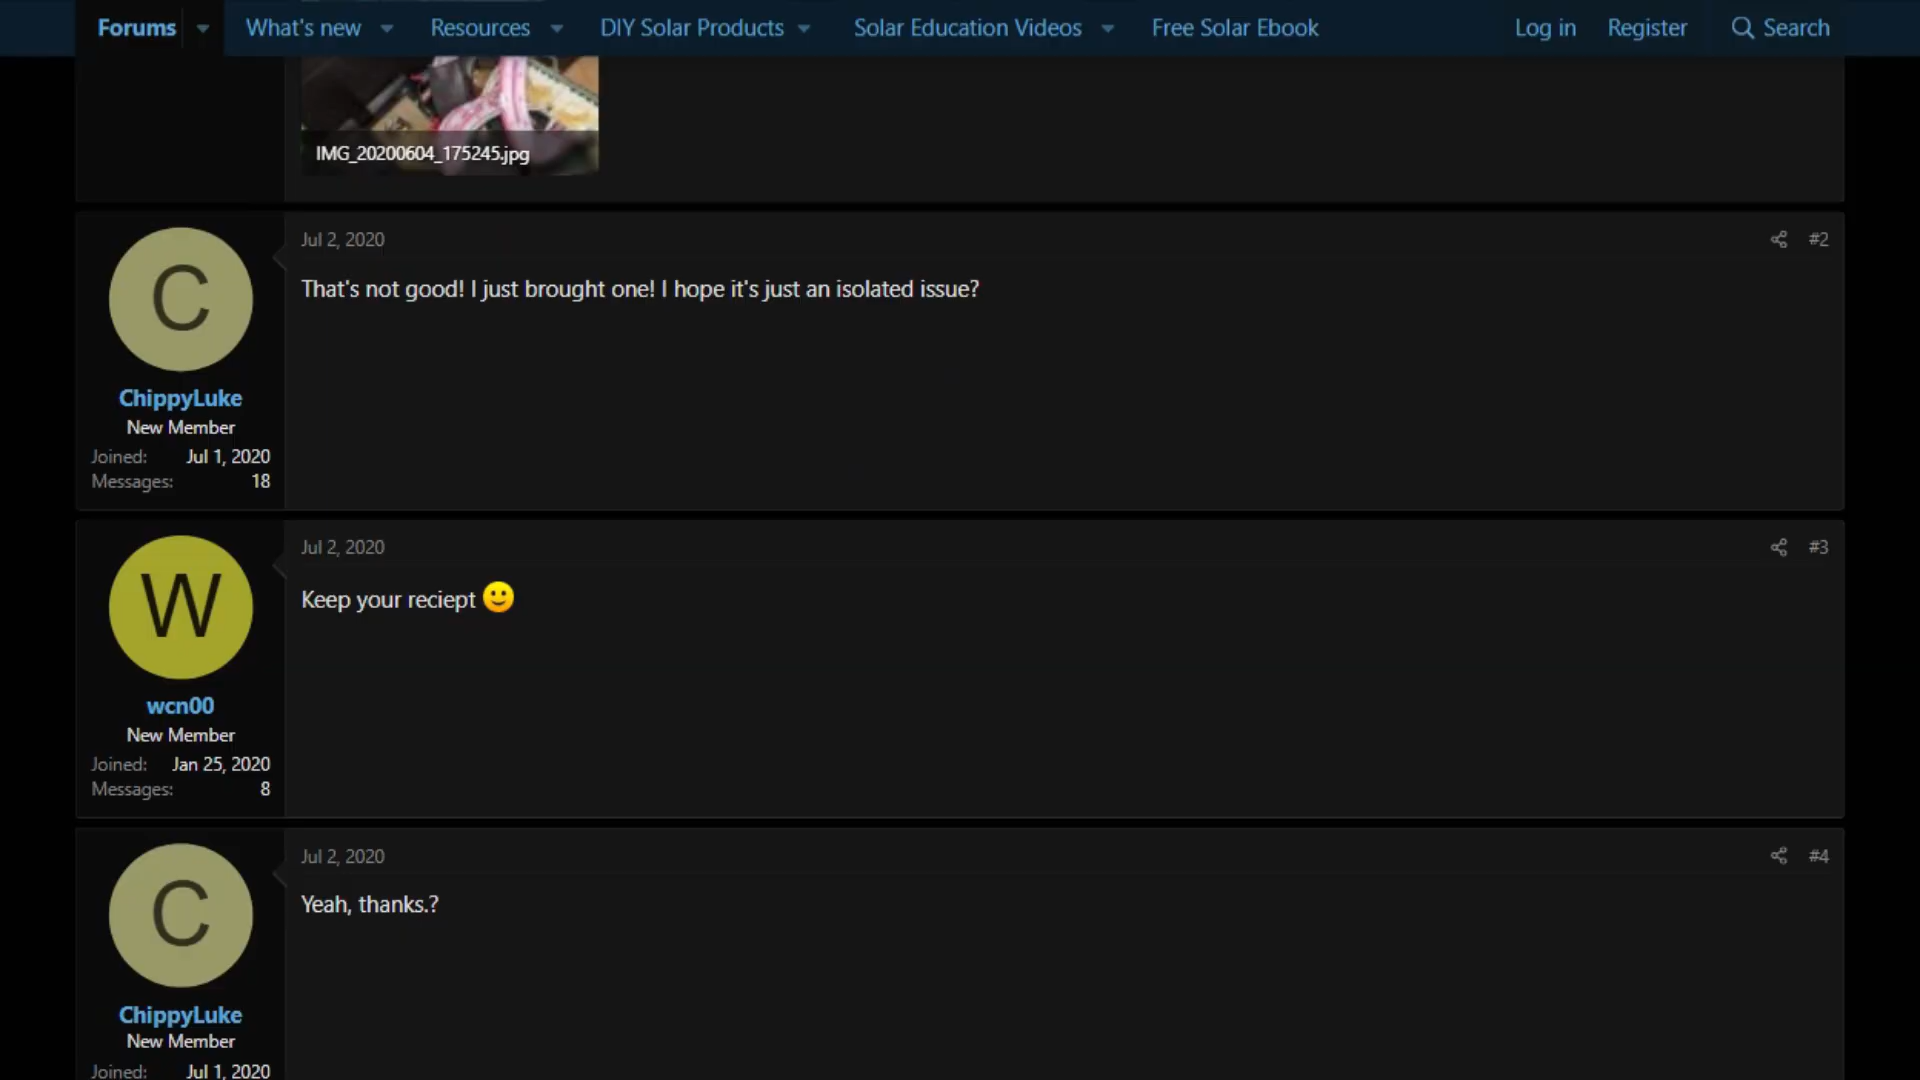 Forums What's new Resources DIY Solar Products Solar Education Videos Free Solar Ebook Log in Register Search
IMG_20200604_175245.jpg
C
ChippyLuke
New Member
Joined: Jul 1, 2020
Messages: 18
Jul 2, 2020 #2
That's not good! I just brought one! I hope it's just an isolated issue?
W
wcn00
New Member
Joined: Jan 25, 2020
Messages: 8
Jul 2, 2020 #3
Keep your reciept 🙂
C
ChippyLuke
New Member
Joined: Jul 1, 2020
Jul 2, 2020 #4
Yeah, thanks.?